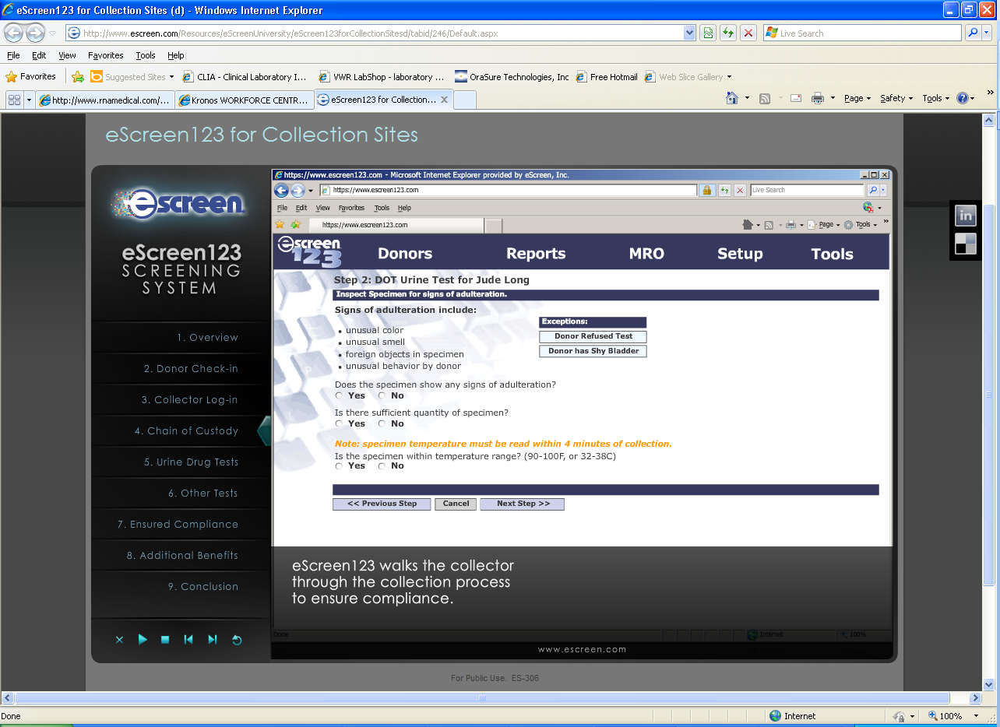 eScreen123 for Collection Sites (d) - Windows Internet Explorer
http://www.escreen.com/Resources/eScreenUniversity/eScreen123forCollectionSitesd/tabid/246/Default.aspx
Live Search
File Edit View Favorites Tools Help
Favorites Suggested Sites CLIA - Clinical Laboratory I... VWR LabShop - laboratory ... OraSure Technologies, Inc Free Hotmail Web Slice Gallery
http://www.rnamedical.com/... Kronos WORKFORCE CENTR... eScreen123 for Collection... Page Safety Tools
eScreen123 for Collection Sites
escreen
eScreen123
SCREENING
SYSTEM
1. Overview
2. Donor Check-in
3. Collector Log-in
4. Chain of Custody
5. Urine Drug Tests
6. Other Tests
7. Ensured Compliance
8. Additional Benefits
9. Conclusion
https://www.escreen123.com - Microsoft Internet Explorer provided by eScreen, Inc.
https://www.escreen123.com
Live Search
File Edit View Favorites Tools Help
https://www.escreen123.com
Page Tools
escreen 123 Donors Reports MRO Setup Tools
Step 2: DOT Urine Test for Jude Long
Inspect Specimen for signs of adulteration.
Signs of adulteration include:
• unusual color
• unusual smell
• foreign objects in specimen
• unusual behavior by donor
Exceptions:
Donor Refused Test
Donor has Shy Bladder
Does the specimen show any signs of adulteration?
Yes No
Is there sufficient quantity of specimen?
Yes No
Note: specimen temperature must be read within 4 minutes of collection.
Is the specimen within temperature range? (90-100F, or 32-38C)
Yes No
<< Previous Step Cancel Next Step >>
eScreen123 walks the collector
through the collection process
to ensure compliance.
Done Internet 100%
www.escreen.com
in
For Public Use. ES-306
Done Internet 100%